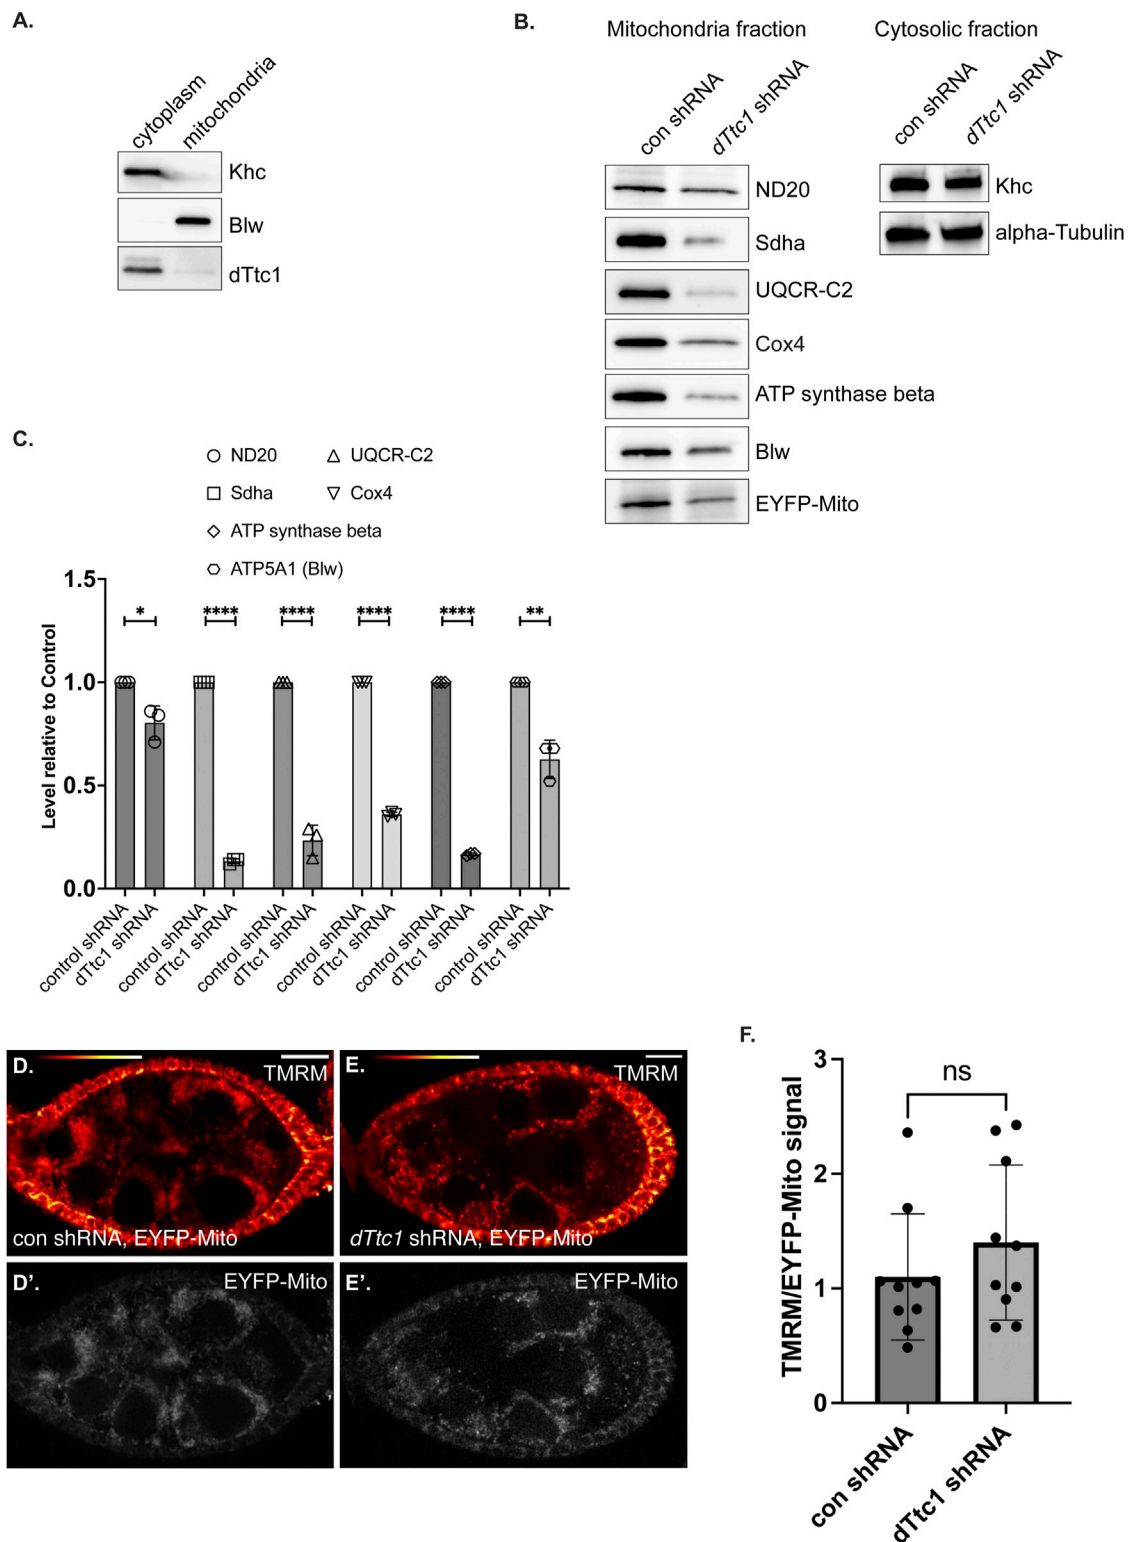 A.
cytoplasm
mitochondria
Khc
Blw
dTtc1
B.
Mitochondria fraction
Cytosolic fraction
con shRNA
dTtc1 shRNA
con shRNA
dTtc1 shRNA
ND20
Sdha
UQCR-C2
Cox4
ATP synthase beta
Blw
EYFP-Mito
Khc
alpha-Tubulin
C.
ND20
UQCR-C2
Sdha
Cox4
ATP synthase beta
ATP5A1 (Blw)
Level relative to Control
1.5
1.0
0.5
0.0
* **** **** **** **** **
control shRNA
dTtc1 shRNA
control shRNA
dTtc1 shRNA
control shRNA
dTtc1 shRNA
control shRNA
dTtc1 shRNA
control shRNA
dTtc1 shRNA
control shRNA
dTtc1 shRNA
D.
TMRM
con shRNA, EYFP-Mito
E.
TMRM
dTtc1 shRNA, EYFP-Mito
D'.
EYFP-Mito
E'.
EYFP-Mito
F.
TMRM/EYFP-Mito signal
3
2
1
0
ns
con shRNA
dTtc1 shRNA